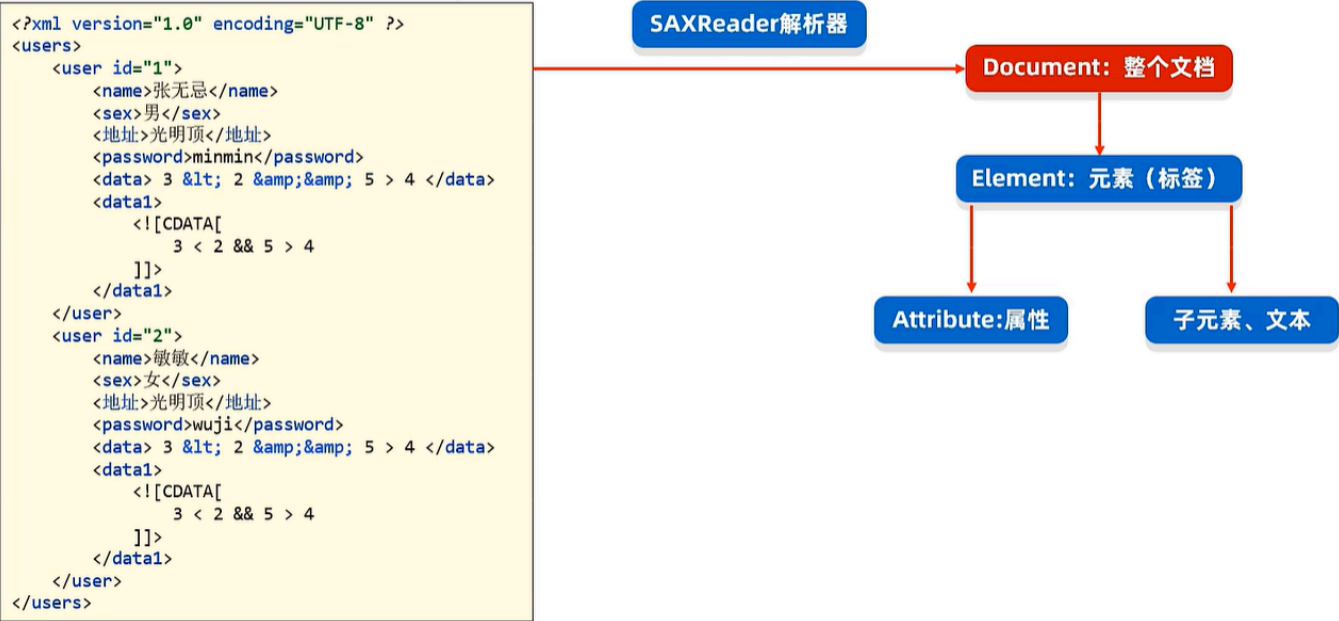 <?xml version="1.0" encoding="UTF-8" ?>
<users>
    <user id="1">
        <name>张无忌</name>
        <sex>男</sex>
        <地址>光明顶</地址>
        <password>minmin</password>
        <data> 3 &lt; 2 &amp;&amp; 5 > 4 </data>
        <data1>
            <![CDATA[
                3 < 2 && 5 > 4
            ]]>
        </data1>
    </user>
    <user id="2">
        <name>敏敏</name>
        <sex>女</sex>
        <地址>光明顶</地址>
        <password>wuji</password>
        <data> 3 &lt; 2 &amp;&amp; 5 > 4 </data>
        <data1>
            <![CDATA[
                3 < 2 && 5 > 4
            ]]>
        </data1>
    </user>
</users>
SAXReader解析器
Document：整个文档
Element：元素（标签）
Attribute:属性
子元素、文本